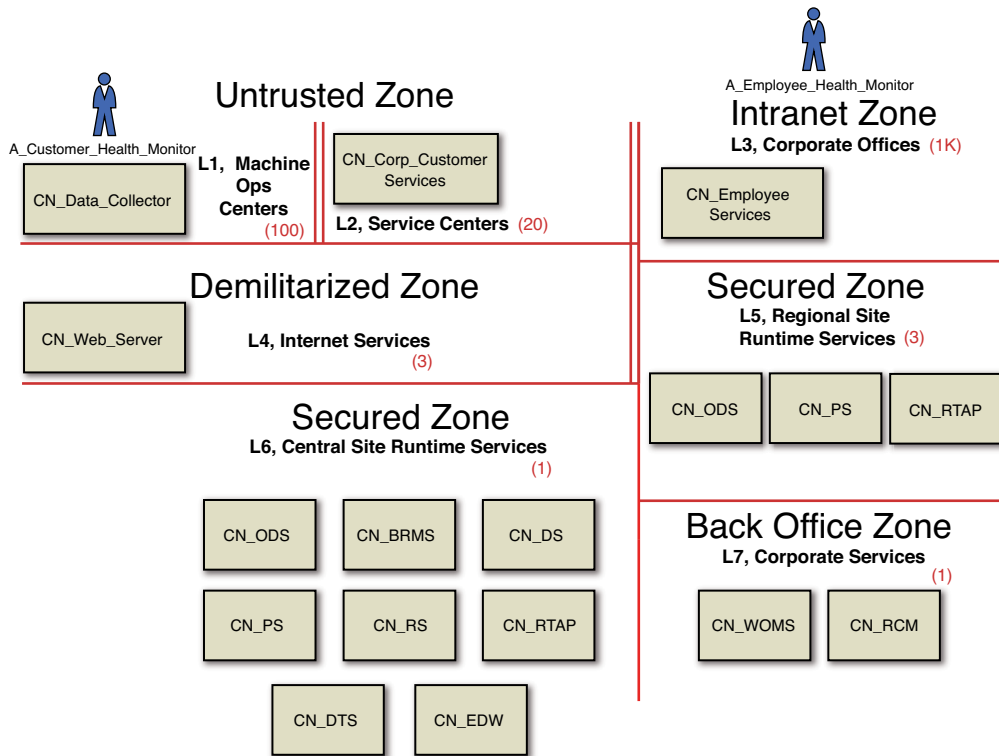 A_Employee_Health_Monitor
Untrusted Zone
Intranet Zone
L3, Corporate Offices (1K)
A_Customer_Health_Monitor
CN_Data_Collector
L1, Machine
Ops
Centers
(100)
CN_Corp_Customer
Services
L2, Service Centers (20)
CN_Employee
Services
Demilitarized Zone
CN_Web_Server
L4, Internet Services
(3)
Secured Zone
L5, Regional Site
Runtime Services (3)
CN_ODS
CN_PS
CN_RTAP
Secured Zone
L6, Central Site Runtime Services
(1)
CN_ODS
CN_BRMS
CN_DS
CN_PS
CN_RS
CN_RTAP
CN_DTS
CN_EDW
Back Office Zone
L7, Corporate Services
(1)
CN_WOMS
CN_RCM